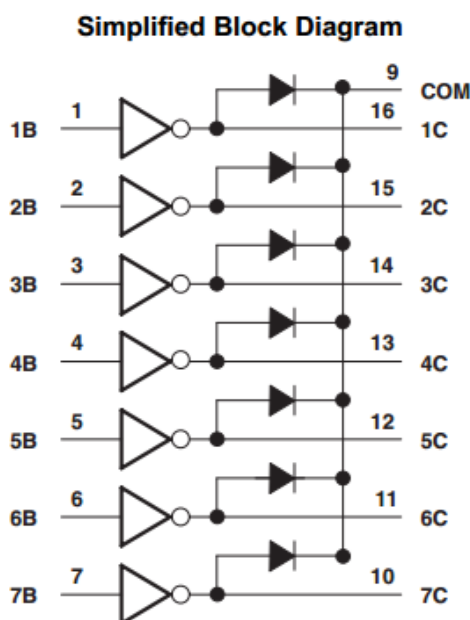 Simplified Block Diagram
9 COM
1B 1 16 1C
2B 2 15 2C
3B 3 14 3C
4B 4 13 4C
5B 5 12 5C
6B 6 11 6C
7B 7 10 7C